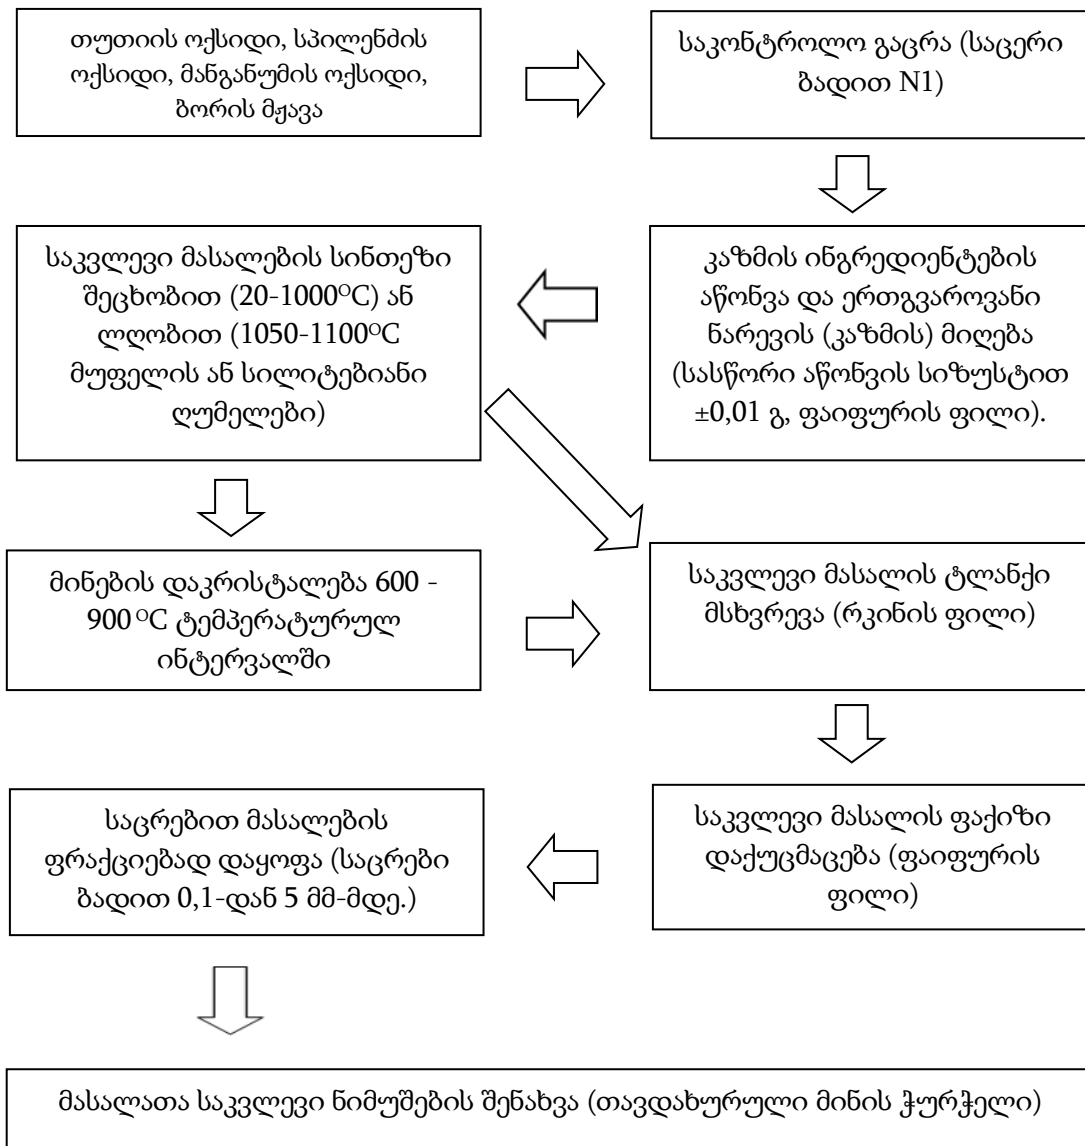 თუთიის ოქსიდი, სპილენძის
ოქსიდი, მანგანუმის ოქსიდი,
ბორის მჟავა
საკონტროლო გაცრა (საცერი
ბადით N1)
კაზმის ინგრედიენტების
აწონვა და ერთგვაროვანი
ნარევის (კაზმის) მიღება
(სასწორი აწონვის სიზუსტით
±0,01 გ, ფაიფურის ფილი).
საკვლევი მასალების სინთეზი
შეცხობით (20-1000ᴼC) ან
ლღობით (1050-1100ᴼC
მუფელის ან სილიტებიანი
ღუმელები)
მინების დაკრისტალება 600 -
900 ᴼC ტემპერატურულ
ინტერვალში
საკვლევი მასალის ტლანქი
მსხვრევა (რკინის ფილი)
საკვლევი მასალის ფაქიზი
დაქუცმაცება (ფაიფურის
ფილი)
საცრებით მასალების
ფრაქციებად დაყოფა (საცრები
ბადით 0,1-დან 5 მმ-მდე.)
მასალათა საკვლევი ნიმუშების შენახვა (თავდახურული მინის ჭურჭელი)